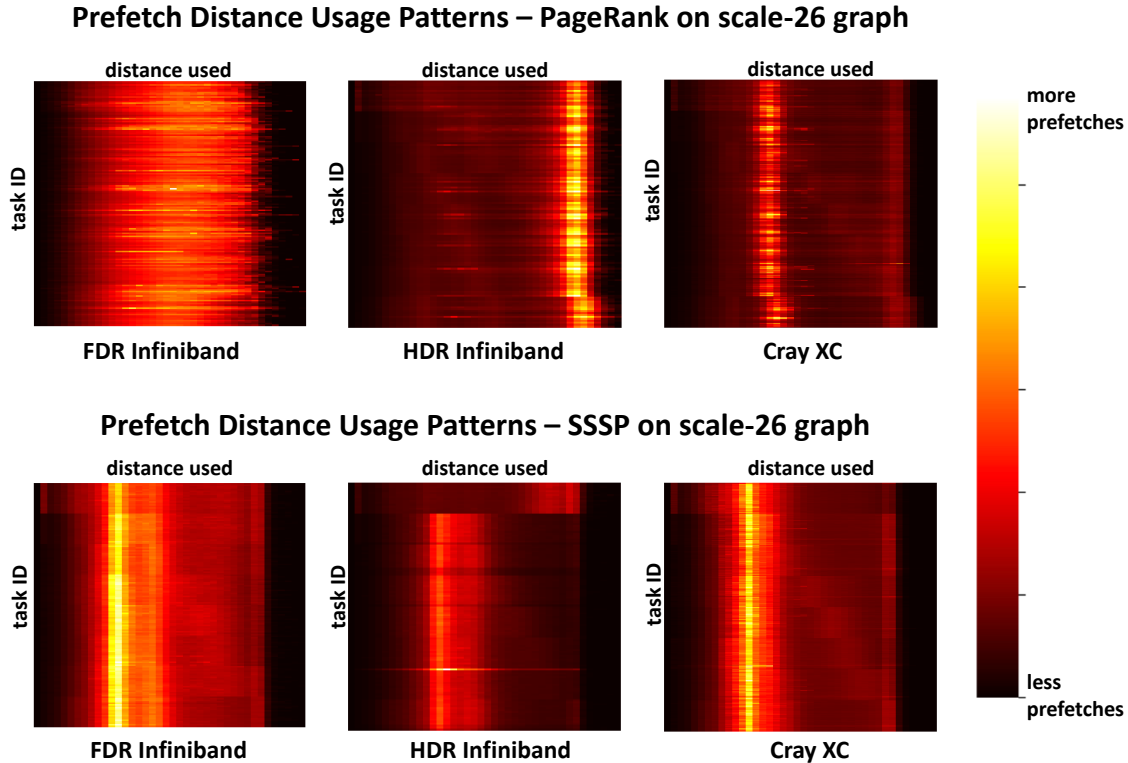 Prefetch Distance Usage Patterns – PageRank on scale-26 graph
distance used
distance used
distance used
task ID
task ID
task ID
FDR Infiniband
HDR Infiniband
Cray XC
more
prefetches
Prefetch Distance Usage Patterns – SSSP on scale-26 graph
distance used
distance used
distance used
task ID
task ID
task ID
FDR Infiniband
HDR Infiniband
Cray XC
less
prefetches